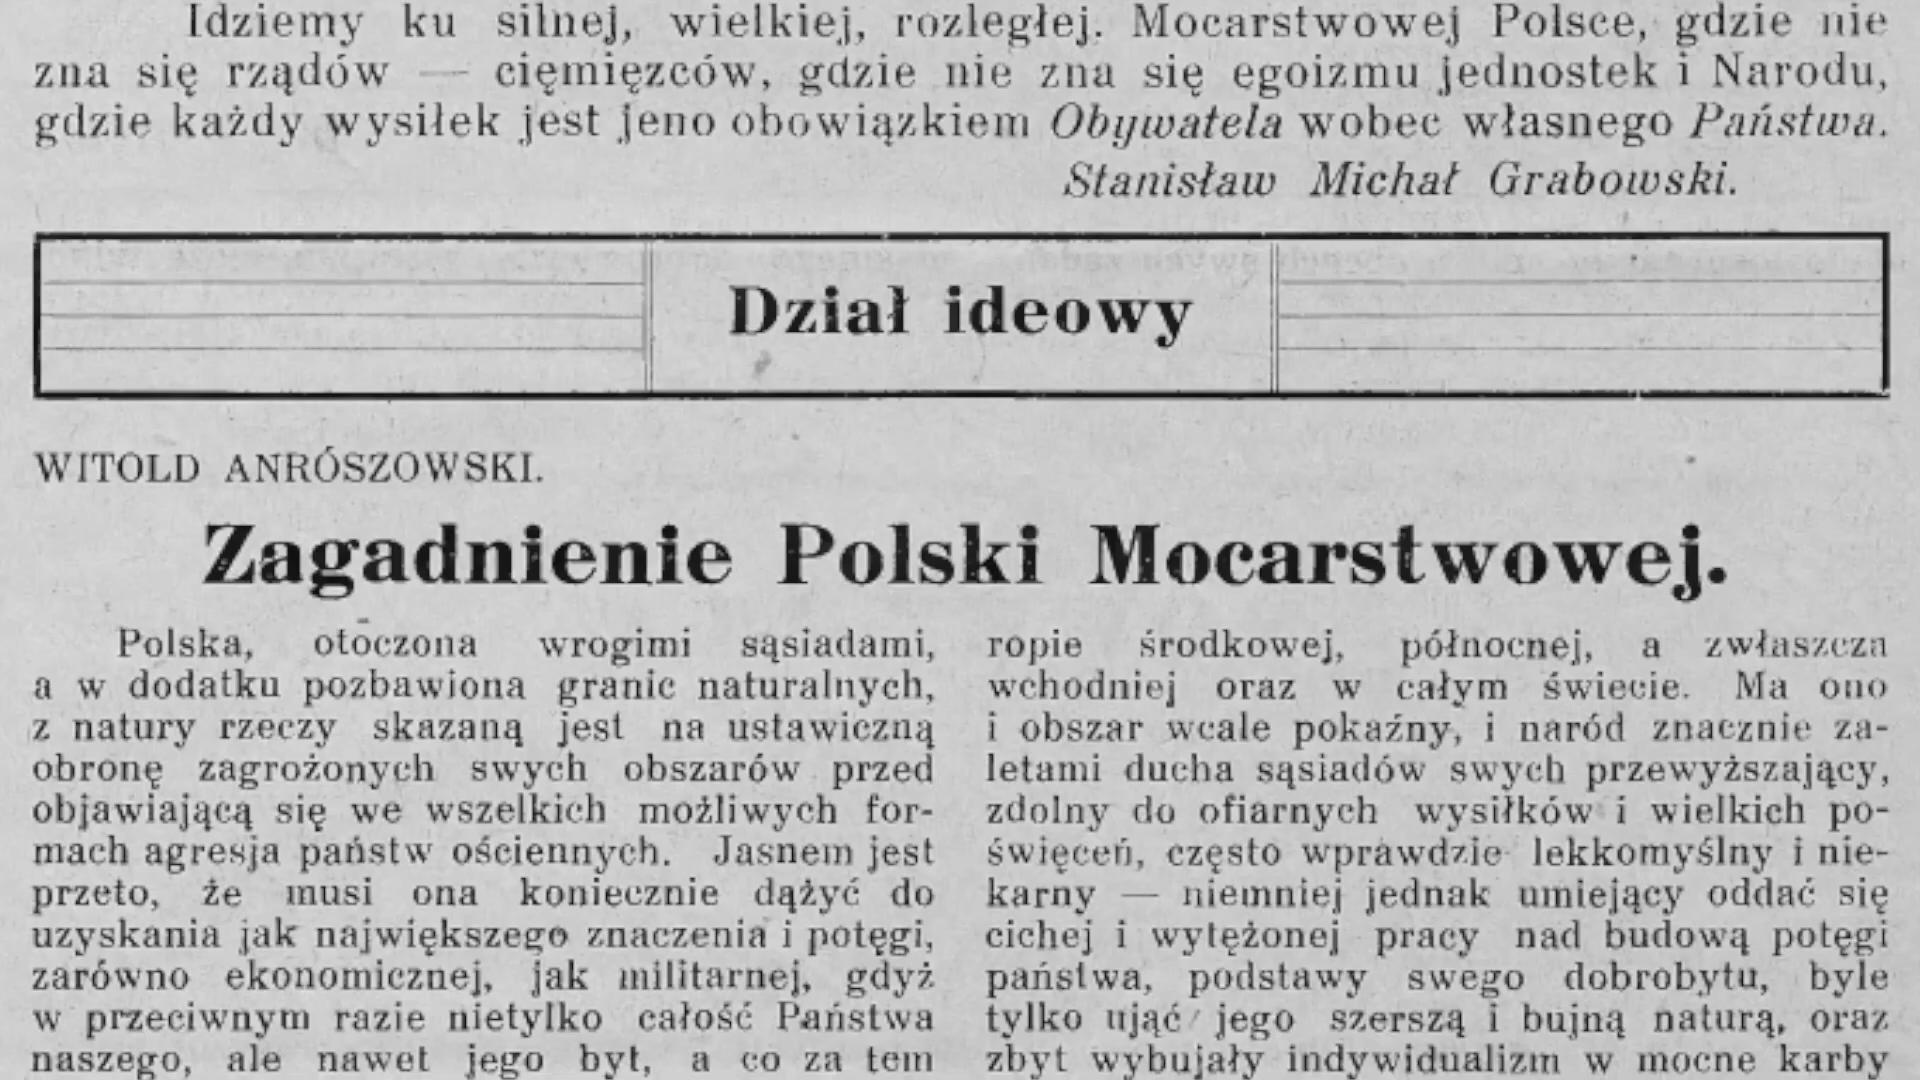 Idziemy ku silnej, wielkiej, rozległej. Mocarstwowej Polsce, gdzie nie
zna się rządów — cięmięzców, gdzie nie zna się egoizmu jednostek i Narodu,
gdzie każdy wysiłek jest jeno obowiązkiem Obywatela wobec własnego Państwa.
Stanisław Michał Grabowski.
Dział ideowy
WITOLD ANRÓSZOWSKI.
Zagadnienie Polski Mocarstwowej.
Polska, otoczona wrogimi sąsiadami,
a w dodatku pozbawiona granic naturalnych,
z natury rzeczy skazaną jest na ustawiczną
obronę zagrożonych swych obszarów przed
objawiającą się we wszelkich możliwych for-
mach agresja państw ościennych. Jasnem jest
przeto, że musi ona koniecznie dążyć do
uzyskania jak największego znaczenia i potęgi,
zarówno ekonomicznej, jak militarnej, gdyż
w przeciwnym razie nietylko całość Państwa
naszego, ale nawet jego byt, a co za tem
ropie środkowej, północnej, a zwłaszcza
wchodniej oraz w całym świecie. Ma ono
i obszar wcale pokaźny, i naród znacznie za-
letami ducha sąsiadów swych przewyższający,
zdolny do ofiarnych wysiłków i wielkich po-
święceń, często wprawdzie lekkomyślny i nie-
karny — niemniej jednak umiejący oddać się
cichej i wytężonej pracy nad budową potęgi
państwa, podstawy swego dobrobytu, byle
tylko ująć jego szerszą i bujną naturą, oraz
zbyt wybujały indywidualizm w mocne karby